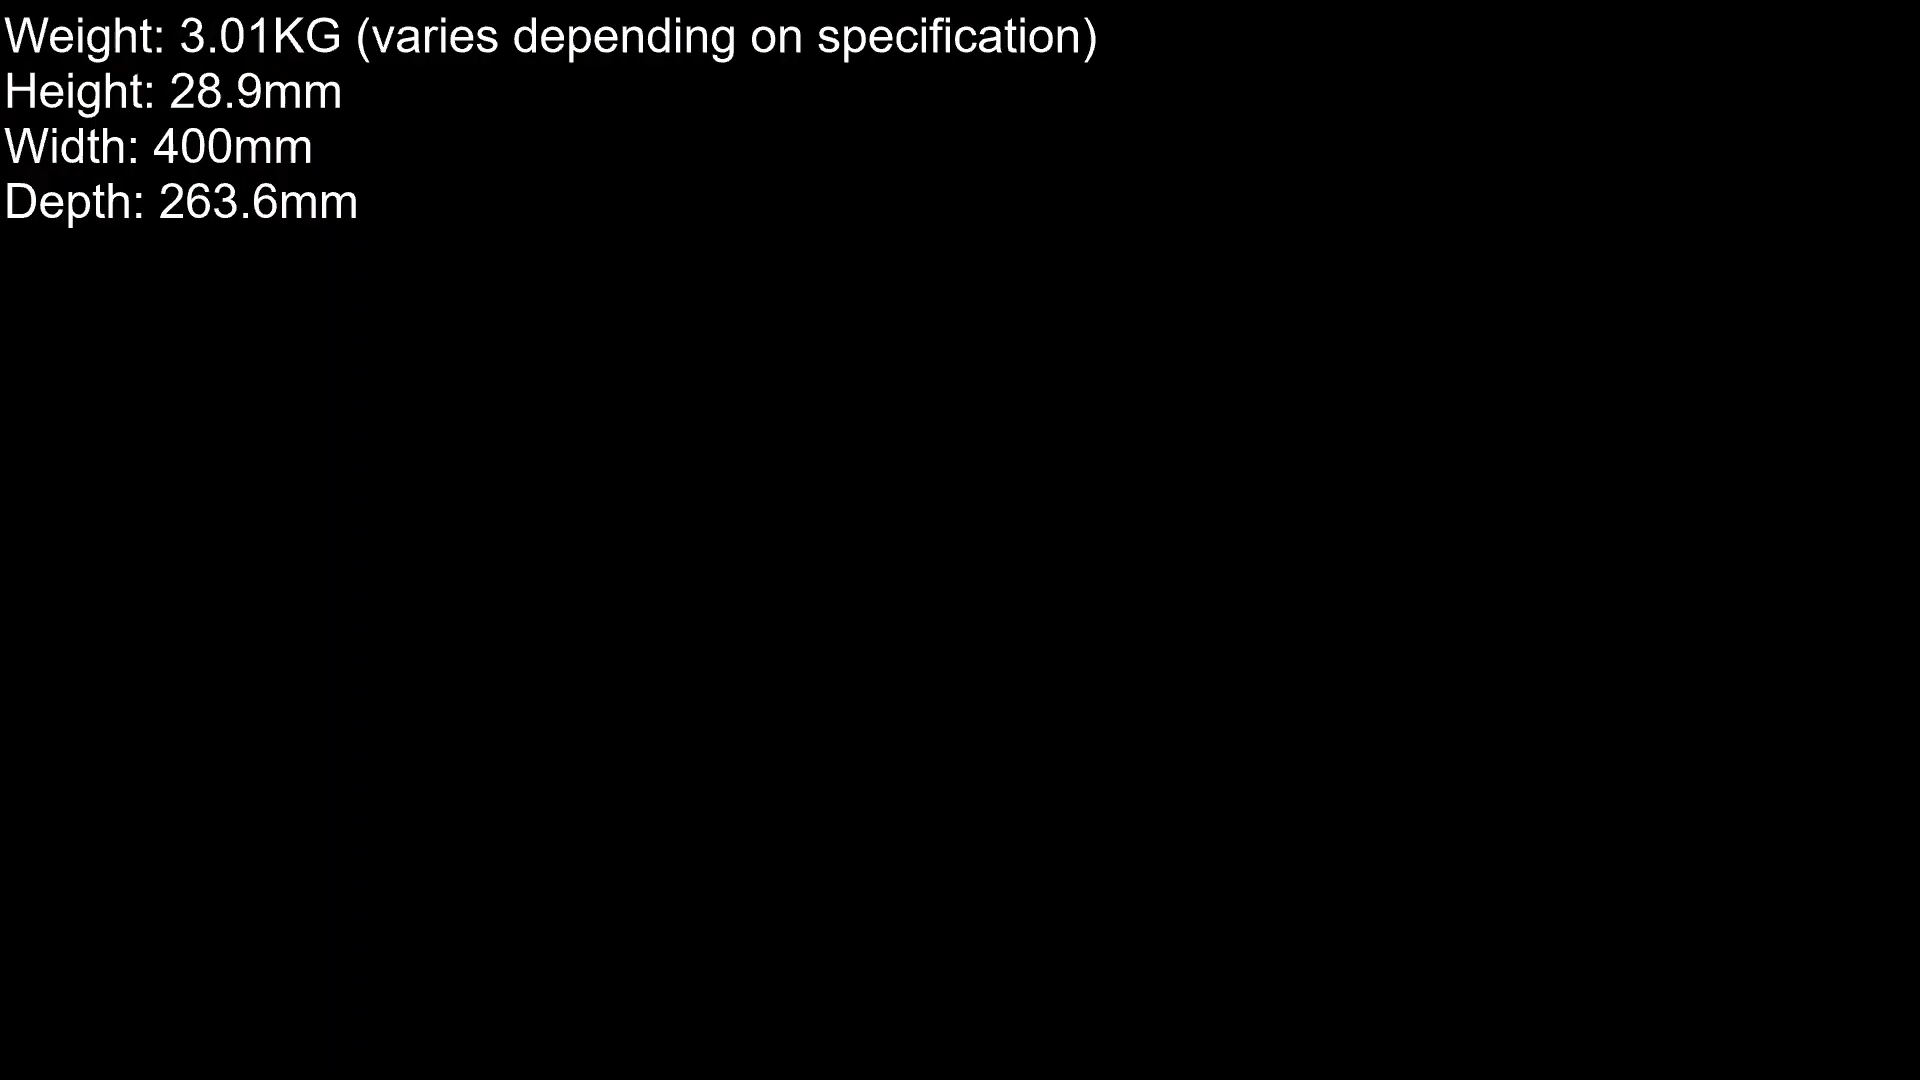 Weight: 3.01KG (varies depending on specification)
Height: 28.9mm
Width: 400mm
Depth: 263.6mm